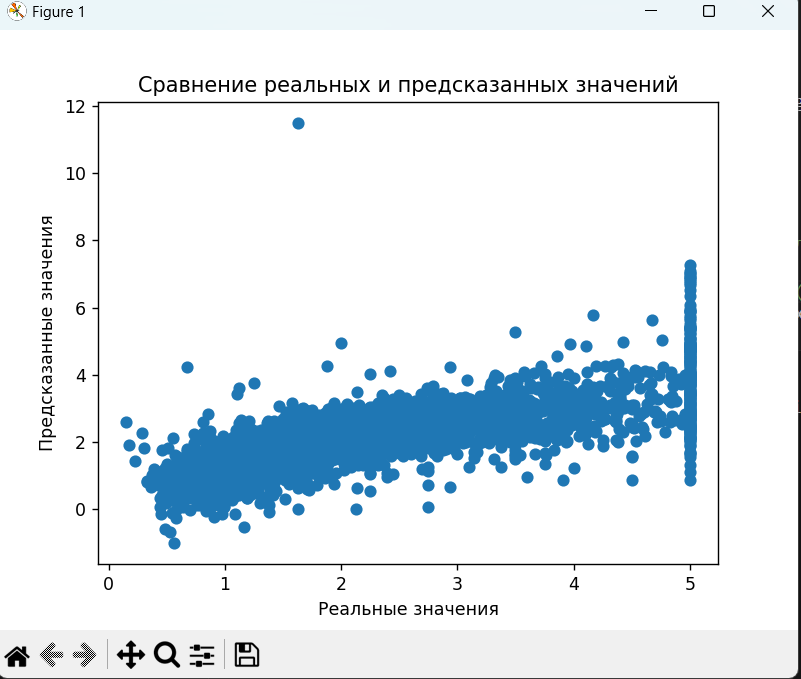 Figure 1
Сравнение реальных и предсказанных значений
12
10
8
6
4
2
0
Предсказанные значения
0 1 2 3 4 5
Реальные значения